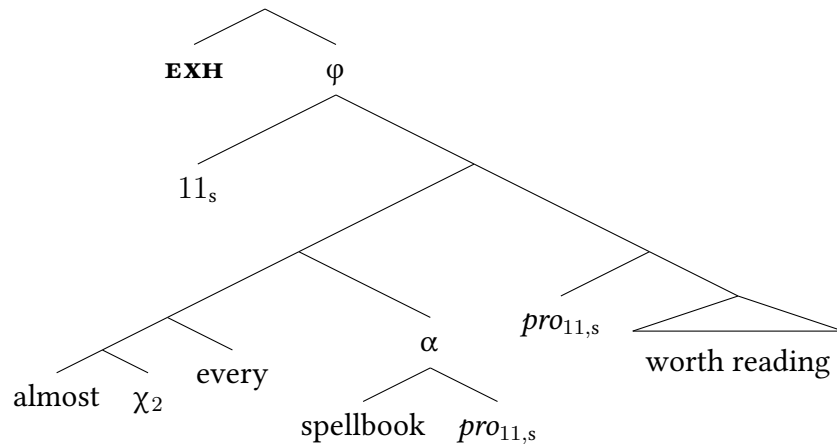 EXH φ
11s
pro11,s
α
every worth reading
almost χ2
spellbook pro11,s